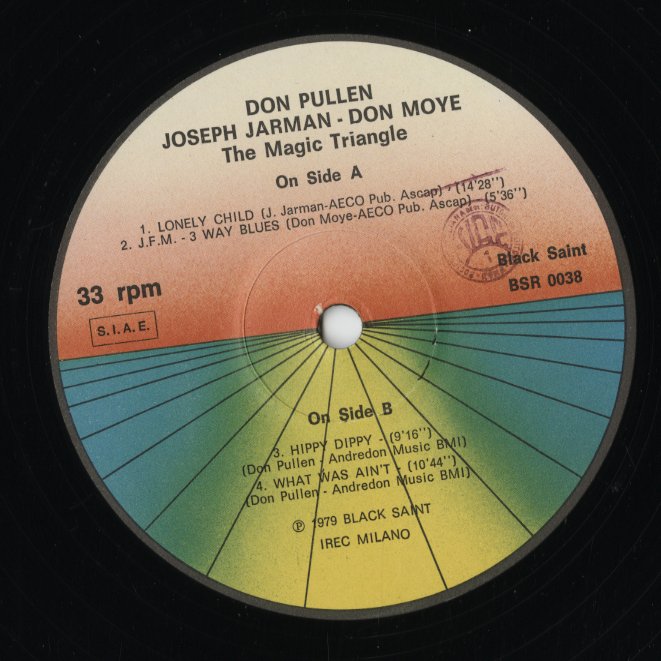 DON PULLEN
JOSEPH JARMAN - DON MOYE
The Magic Triangle
On Side A
1. LONELY CHILD (J. Jarman-AECO Pub. Ascap) - (14'28'')
2. J.F.M. - 3 WAY BLUES (Don Moye-AECO Pub. Ascap) - (5'36'')
Black Saint
33 rpm
BSR 0038
S.I.A.E.
On Side B
3. HIPPY DIPPY - (9'16'')
(Don Pullen - Andredon Music BMI)
4. WHAT WAS AIN'T - (10'44'')
(Don Pullen - Andredon Music BMI)
℗ 1979 BLACK SAINT
IREC MILANO